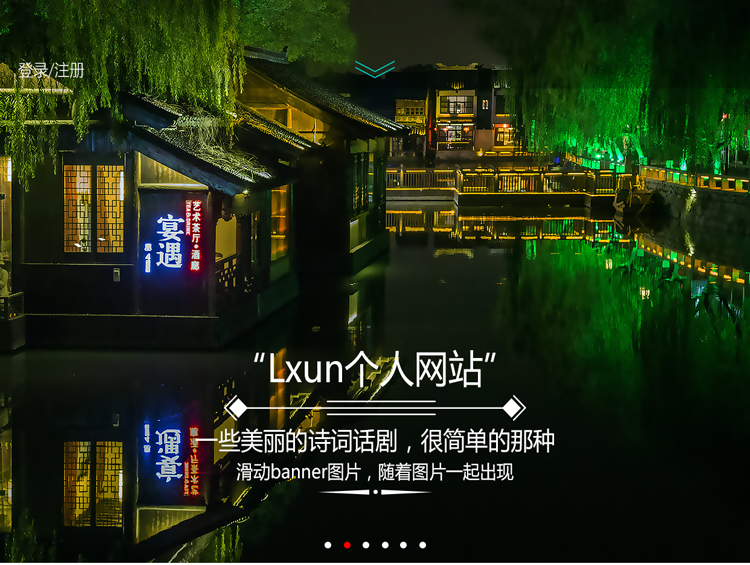 登录/注册
艺术茶厅·酒廊
宴遇
“Lxun个人网站”
一些美丽的诗词话剧，很简单的那种
滑动banner图片，随着图片一起出现